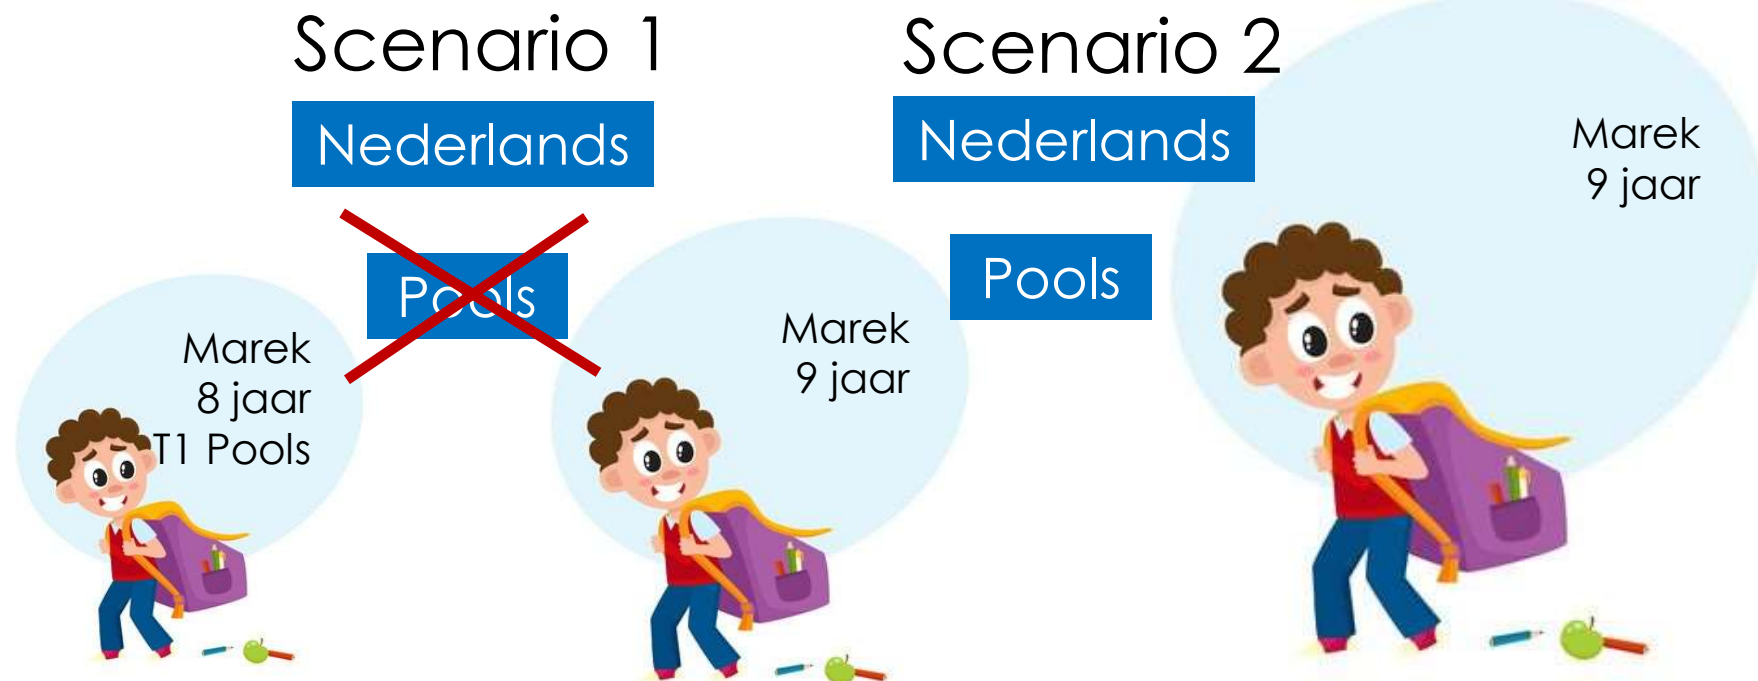 Scenario 1
Nederlands
Pools
Marek
8 jaar
T1 Pools
Marek
9 jaar
Scenario 2
Nederlands
Pools
Marek
9 jaar